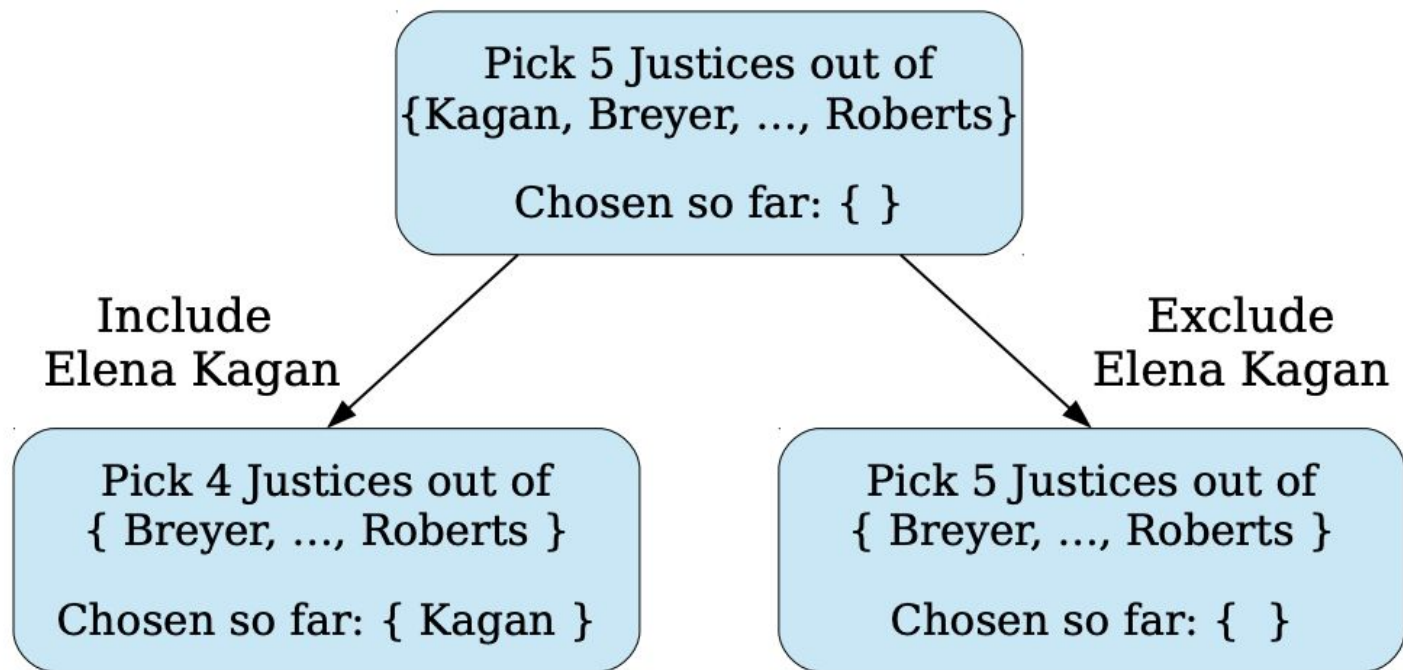 Pick 5 Justices out of
{Kagan, Breyer, ..., Roberts}
Chosen so far: { }
Include
Elena Kagan
Exclude
Elena Kagan
Pick 4 Justices out of
{ Breyer, ..., Roberts }
Chosen so far: { Kagan }
Pick 5 Justices out of
{ Breyer, ..., Roberts }
Chosen so far: {  }